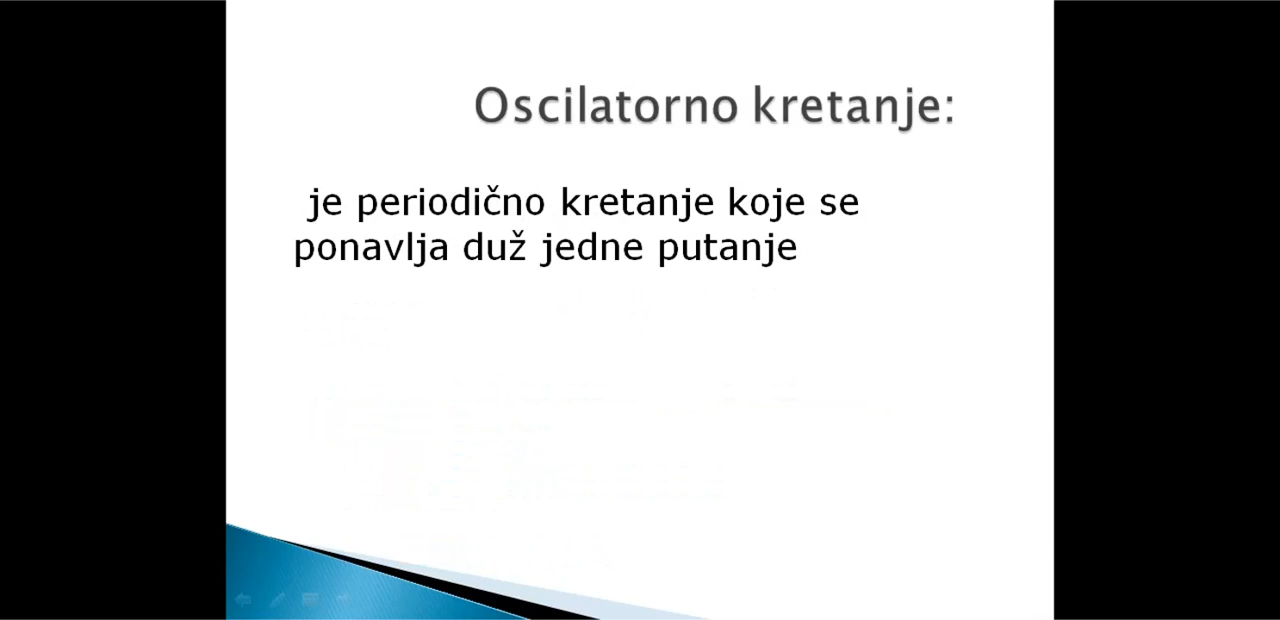 Oscilatorno kretanje:
je periodično kretanje koje se
ponavlja duž jedne putanje